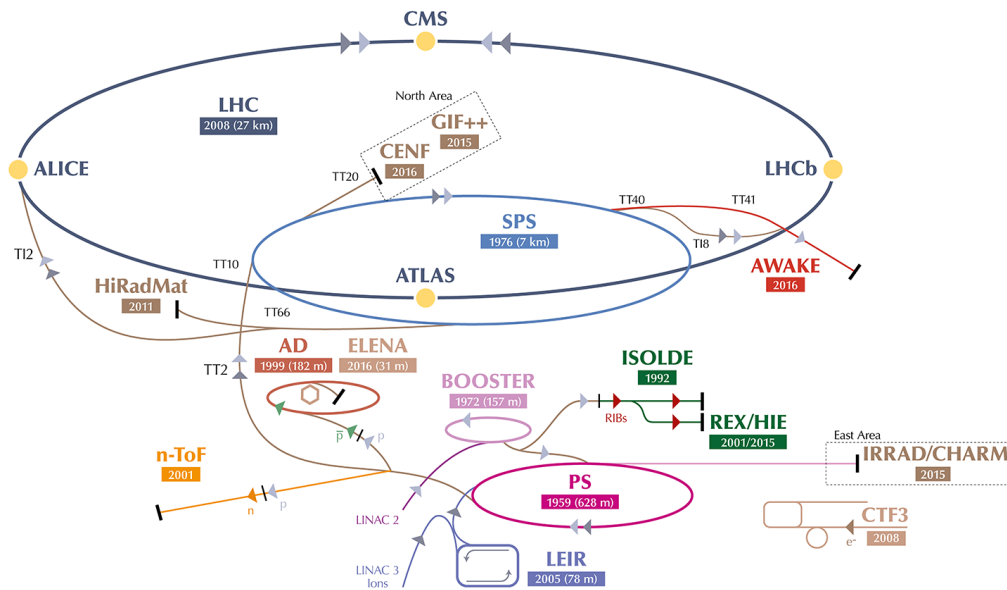 CMS
North Area
LHC
2008 (27 km)
GIF++
2015
CENF
2016
TT20
ALICE
LHCb
TT40
TT41
SPS
1976 (7 km)
TI8
TI2
TT10
AWAKE
2016
ATLAS
HiRadMat
2011
TT66
AD
1999 (182 m)
ELENA
2016 (31 m)
TT2
ISOLDE
1992
BOOSTER
1972 (157 m)
RIBs
REX/HIE
2001/2015
p̅
p
East Area
n-ToF
2001
IRRAD/CHARM
2015
PS
1959 (628 m)
n
p
LINAC 2
CTF3
2008
e-
LEIR
2005 (78 m)
LINAC 3
Ions